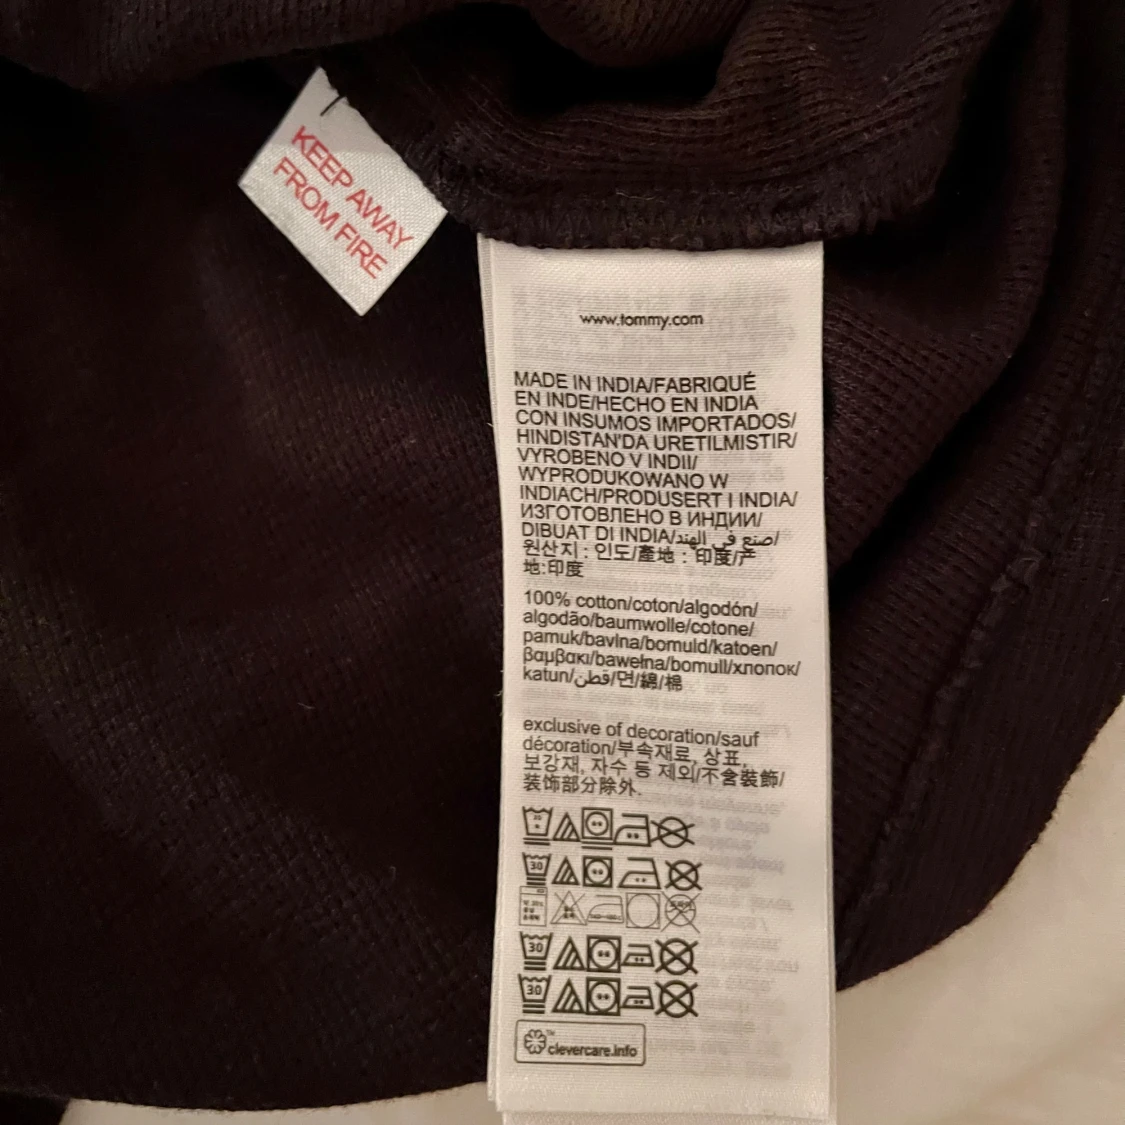 KEEP AWAY
FROM FIRE
www.tommy.com
MADE IN INDIA/FABRIQUÉ
EN INDE/HECHO EN INDIA
CON INSUMOS IMPORTADOS/
HINDISTAN'DA URETILMISTIR/
VYROBENO V INDII/
WYPRODUKOWANO W
INDIACH/PRODUSERT I INDIA/
ИЗГОТОВЛЕНО В ИНДИИ/
DIBUAT DI INDIA/صنع في الهند/
원산지 : 인도/產地 : 印度/产
地:印度
100% cotton/coton/algodón/
algodão/baumwolle/cotone/
pamuk/bavlna/bomuld/katoen/
βαμβακι/bawełna/bomull/хлопок/
katun/قطن/면/綿/棉
exclusive of decoration/sauf
décoration/부속재료, 상표,
보강재, 자수 등 제외/不含裝飾/
装饰部分除外.
30
30
30
30
clevercare.info